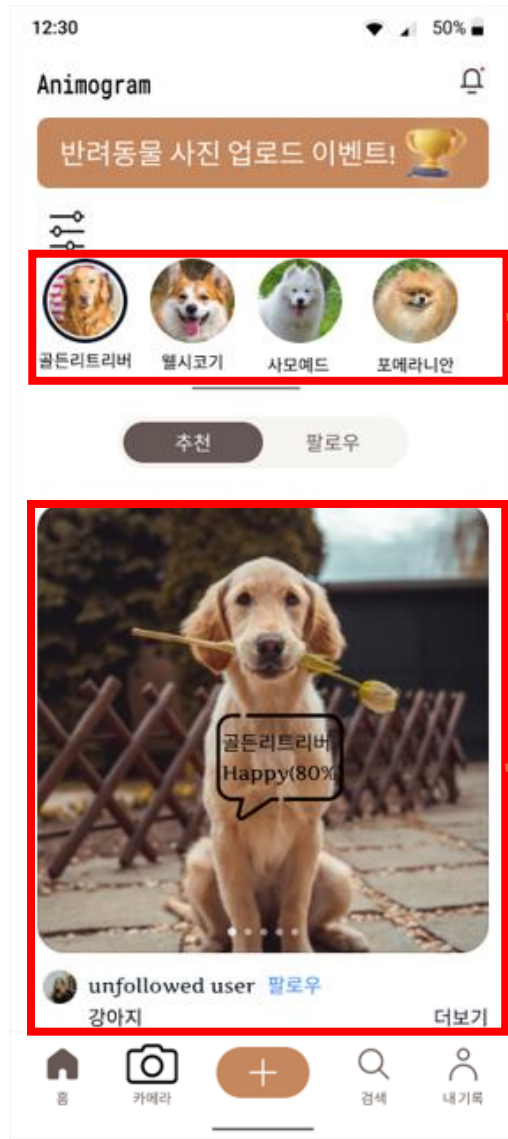 12:30
50%
Animogram
반려동물 사진 업로드 이벤트!
골든리트리버
웰시코기
사모예드
포메라니안
추천
팔로우
골든리트리버
Happy(80%
unfollowed user 팔로우
강아지
더보기
홈
카메라
검색
내기록